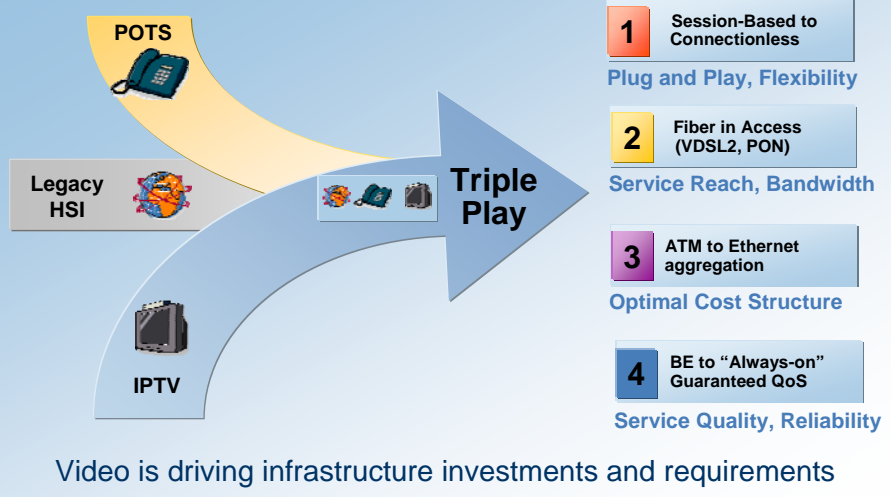 POTS
Legacy
HSI
IPTV
Triple
Play
1
Session-Based to
Connectionless
Plug and Play, Flexibility
2
Fiber in Access
(VDSL2, PON)
Service Reach, Bandwidth
3
ATM to Ethernet
aggregation
Optimal Cost Structure
4
BE to “Always-on”
Guaranteed QoS
Service Quality, Reliability
Video is driving infrastructure investments and requirements